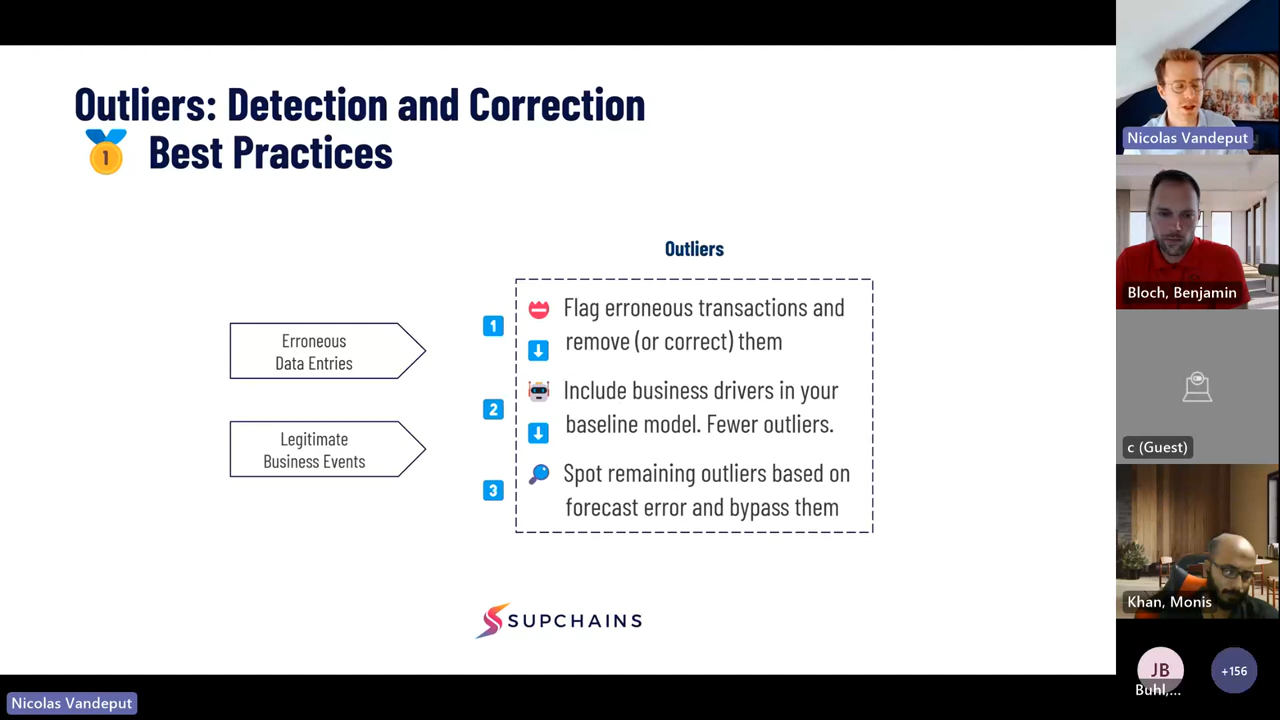 Outliers: Detection and Correction
1 Best Practices
Outliers
Erroneous
Data Entries
Legitimate
Business Events
1
Flag erroneous transactions and
remove (or correct) them
2
Include business drivers in your
baseline model. Fewer outliers.
3
Spot remaining outliers based on
forecast error and bypass them
SUPCHAINS
Nicolas Vandeput
Nicolas Vandeput
Bloch, Benjamin
c (Guest)
Khan, Monis
JB
Buhl,...
+156